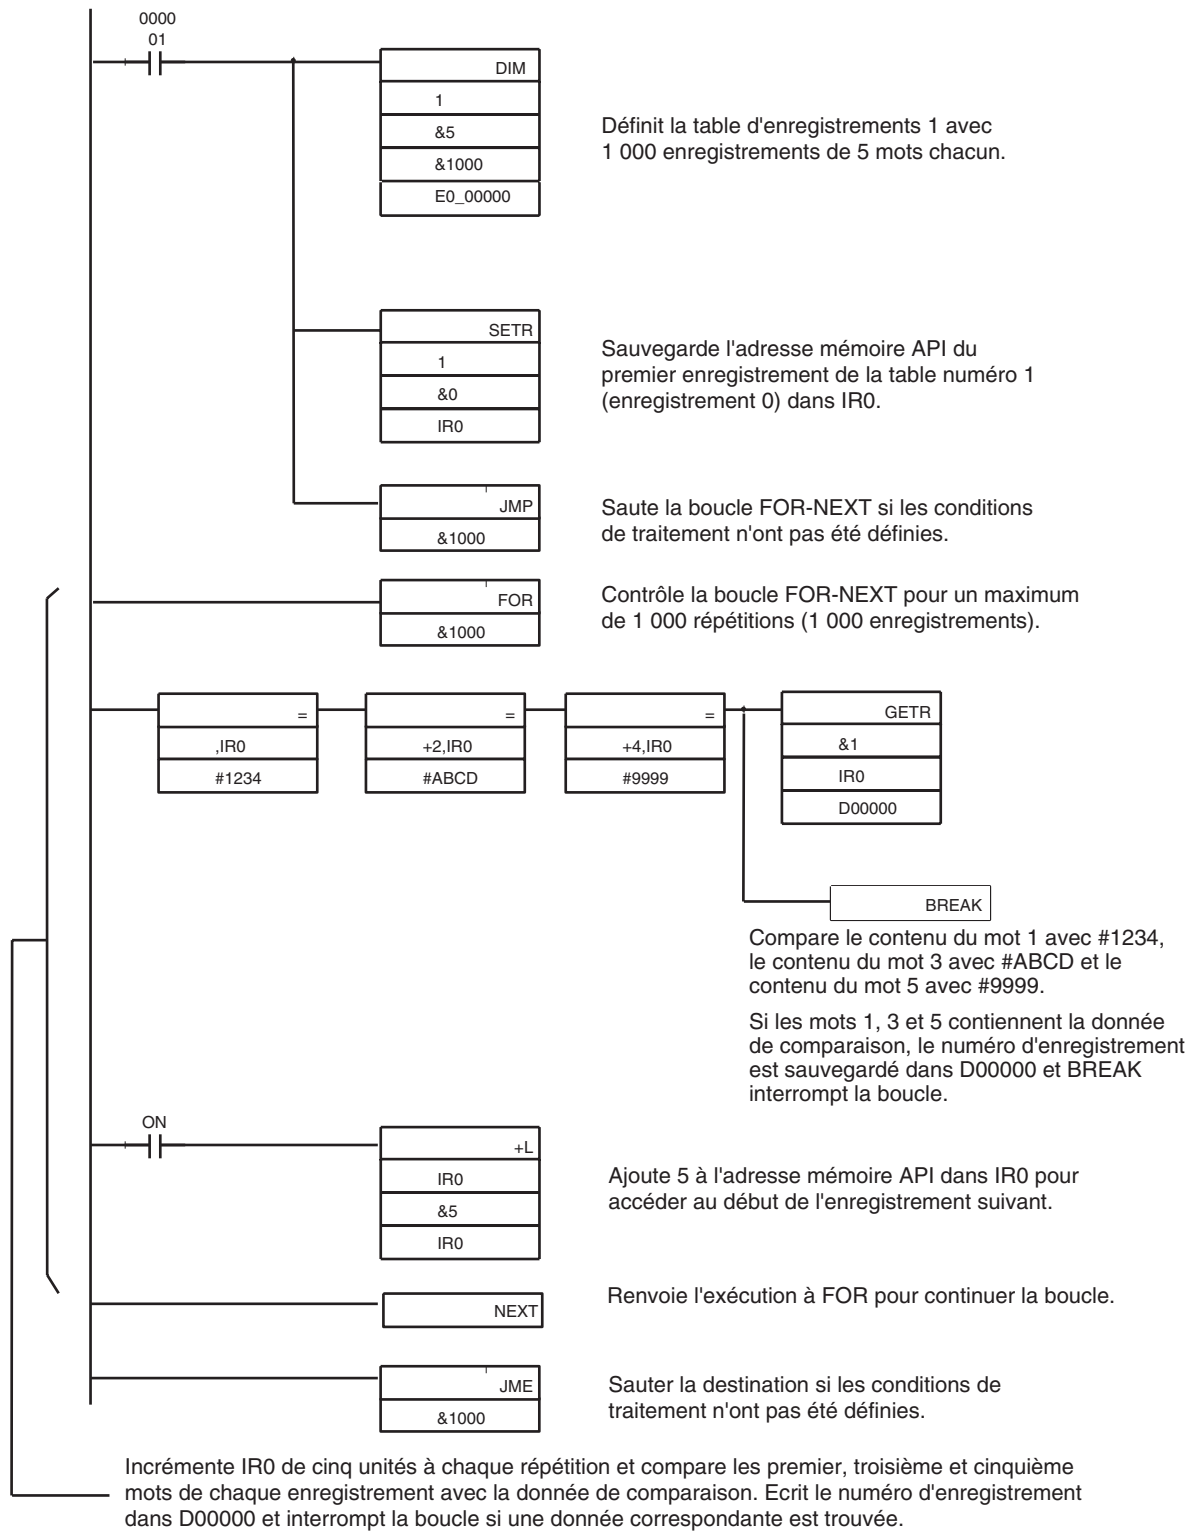 0000
01
DIM
1
&5
&1000
E0_00000
Définit la table d'enregistrements 1 avec
1 000 enregistrements de 5 mots chacun.
SETR
1
&0
IR0
Sauvegarde l'adresse mémoire API du
premier enregistrement de la table numéro 1
(enregistrement 0) dans IR0.
JMP
&1000
Saute la boucle FOR-NEXT si les conditions
de traitement n'ont pas été définies.
FOR
&1000
Contrôle la boucle FOR-NEXT pour un maximum
de 1 000 répétitions (1 000 enregistrements).
=
,IR0
#1234
=
+2,IR0
#ABCD
=
+4,IR0
#9999
GETR
&1
IR0
D00000
BREAK
Compare le contenu du mot 1 avec #1234,
le contenu du mot 3 avec #ABCD et le
contenu du mot 5 avec #9999.
Si les mots 1, 3 et 5 contiennent la donnée
de comparaison, le numéro d'enregistrement
est sauvegardé dans D00000 et BREAK
interrompt la boucle.
ON
+L
IR0
&5
IR0
Ajoute 5 à l'adresse mémoire API dans IR0 pour
accéder au début de l'enregistrement suivant.
NEXT
Renvoie l'exécution à FOR pour continuer la boucle.
JME
&1000
Sauter la destination si les conditions de
traitement n'ont pas été définies.
Incrémente IR0 de cinq unités à chaque répétition et compare les premier, troisième et cinquième
mots de chaque enregistrement avec la donnée de comparaison. Ecrit le numéro d'enregistrement
dans D00000 et interrompt la boucle si une donnée correspondante est trouvée.